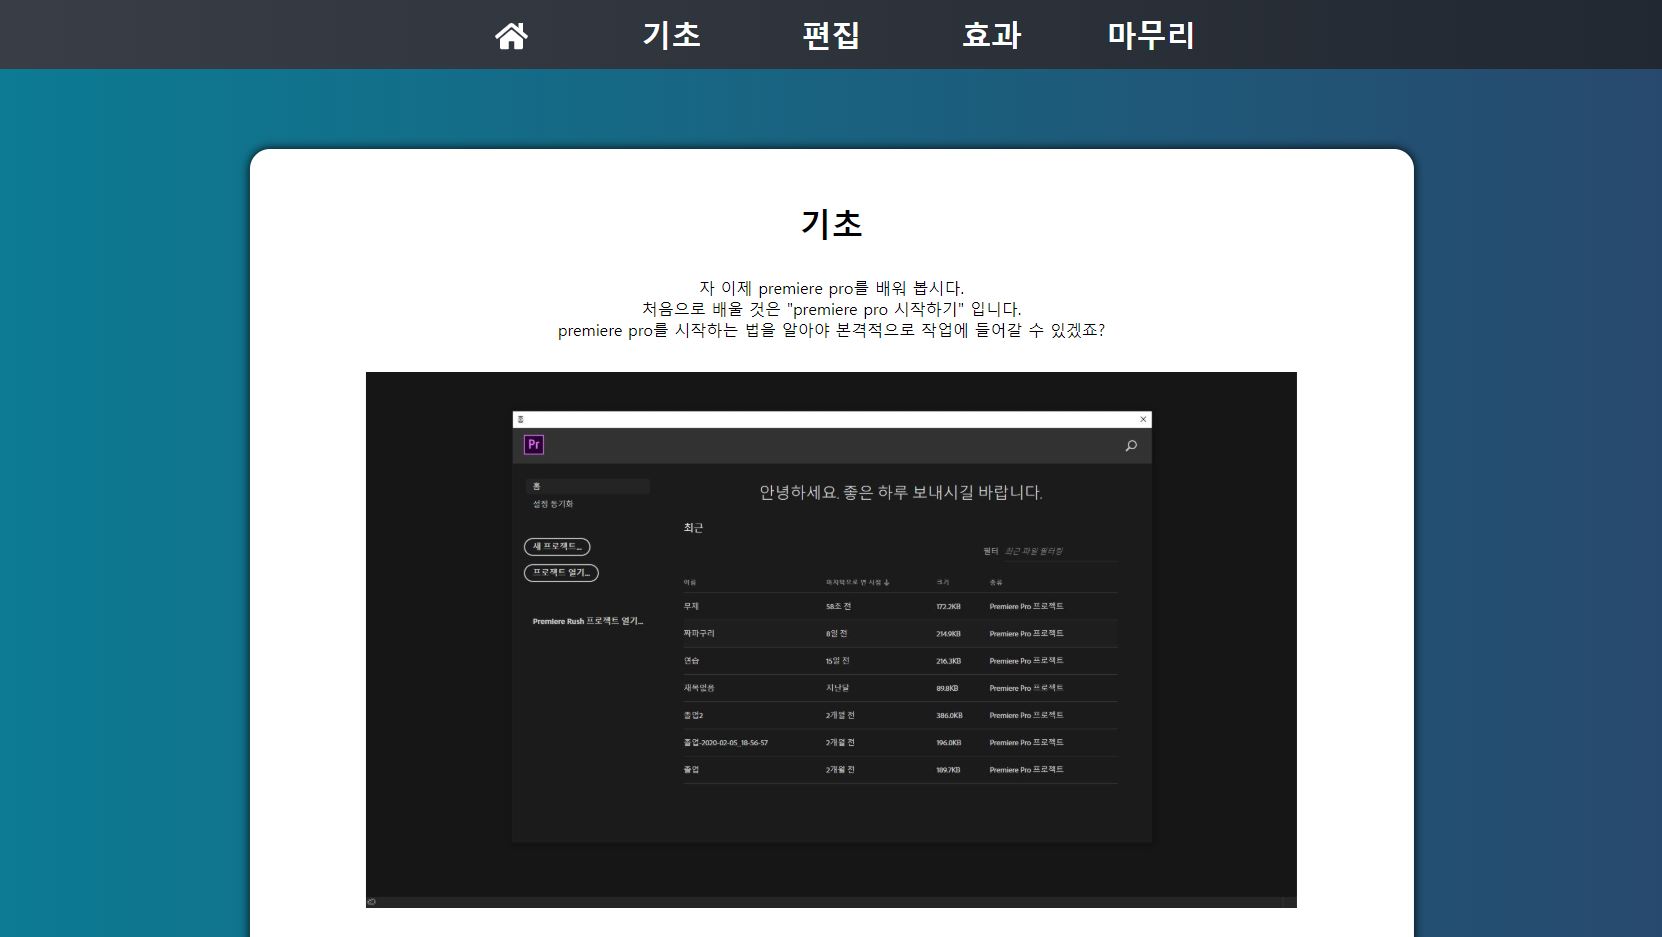 기초
편집
효과
마무리
기초
자 이제 premiere pro를 배워 봅시다.
처음으로 배울 것은 "premiere pro 시작하기" 입니다.
premiere pro를 시작하는 법을 알아야 본격적으로 작업에 들어갈 수 있겠죠?
홈
Pr
홈
설정 동기화
안녕하세요. 좋은 하루 보내시길 바랍니다.
최근
새 프로젝트...
필터 최근 파일 필터링
프로젝트 열기...
이름 마지막으로 연 시점 크기 종류
무제 58초 전 172.2KB Premiere Pro 프로젝트
Premiere Rush 프로젝트 열기...
짜파구리 8일 전 214.9KB Premiere Pro 프로젝트
연습 15일 전 216.3KB Premiere Pro 프로젝트
재목없음 지난달 89.8KB Premiere Pro 프로젝트
졸업2 2개월 전 386.0KB Premiere Pro 프로젝트
졸업-2020-02-05_18-56-57 2개월 전 196.0KB Premiere Pro 프로젝트
졸업 2개월 전 189.7KB Premiere Pro 프로젝트